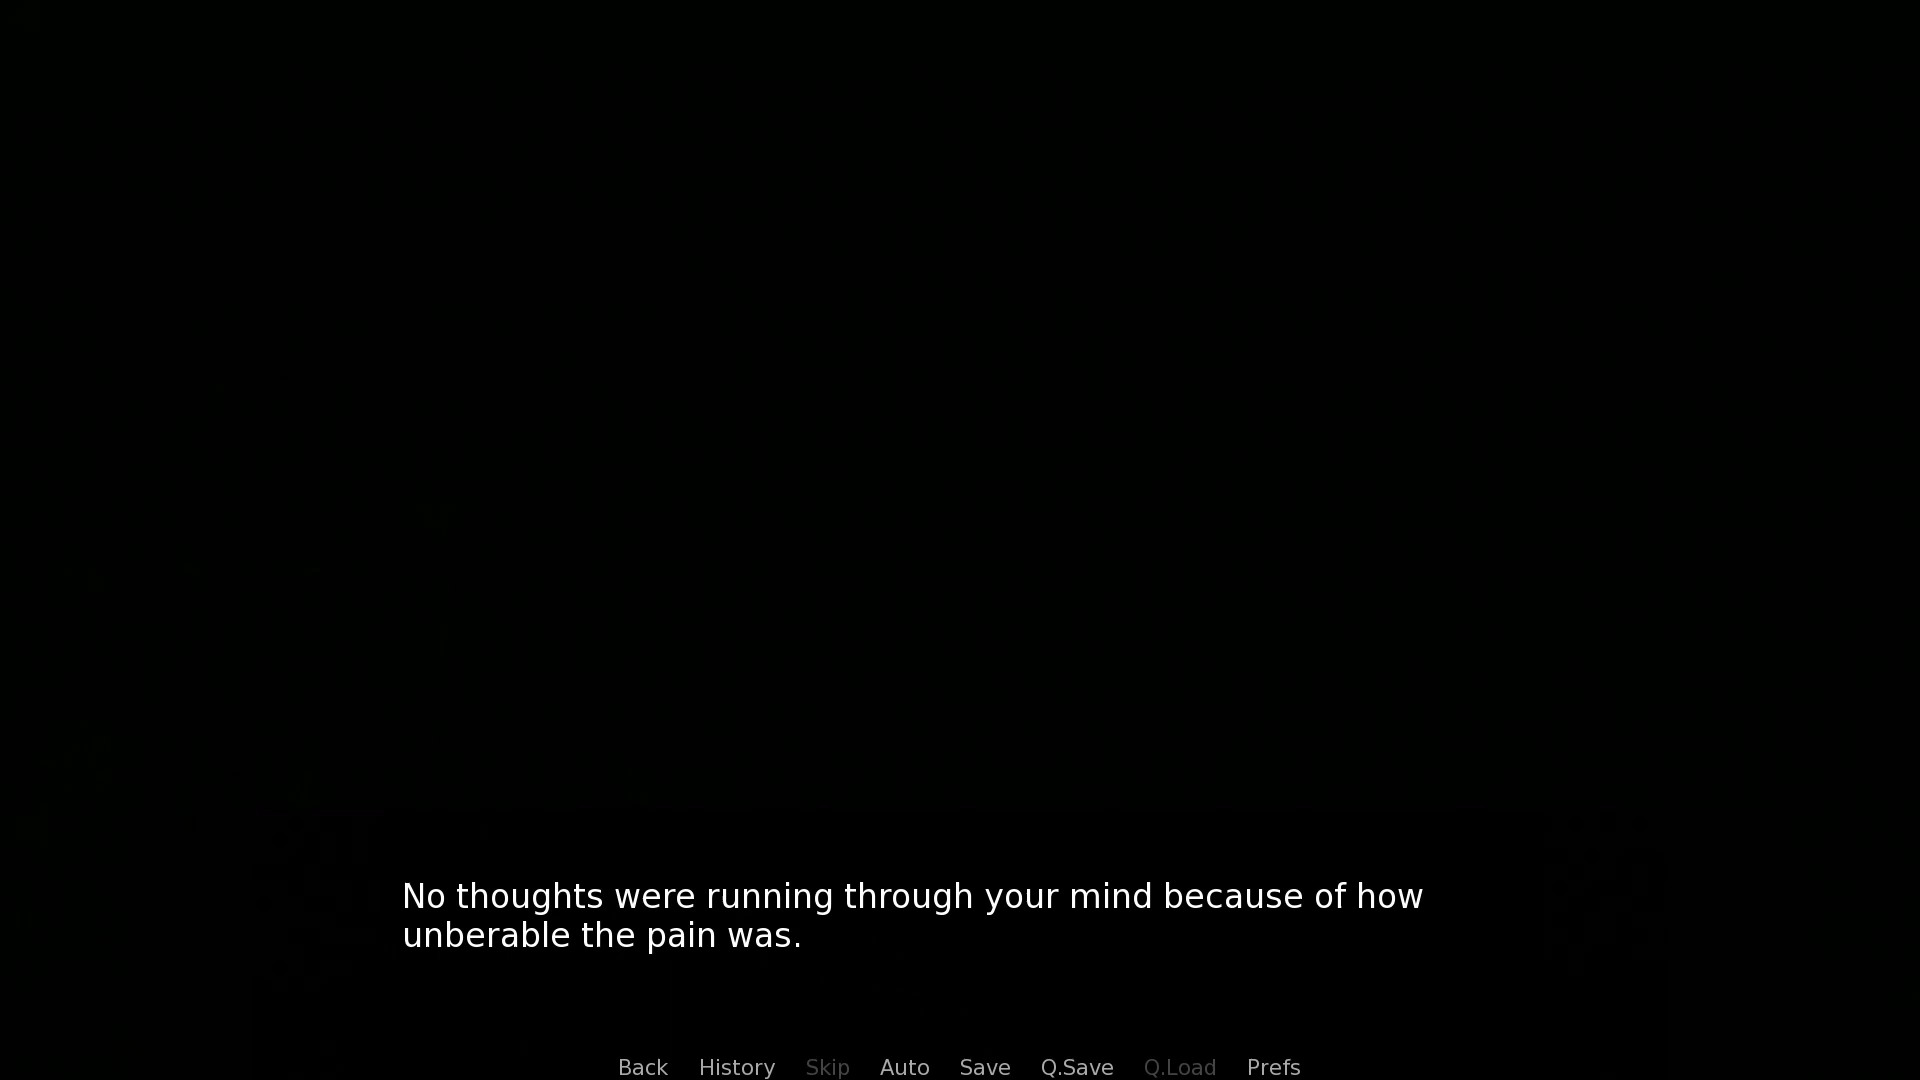 No thoughts were running through your mind because of how
unberable the pain was.
Back History Skip Auto Save Q.Save Q.Load Prefs